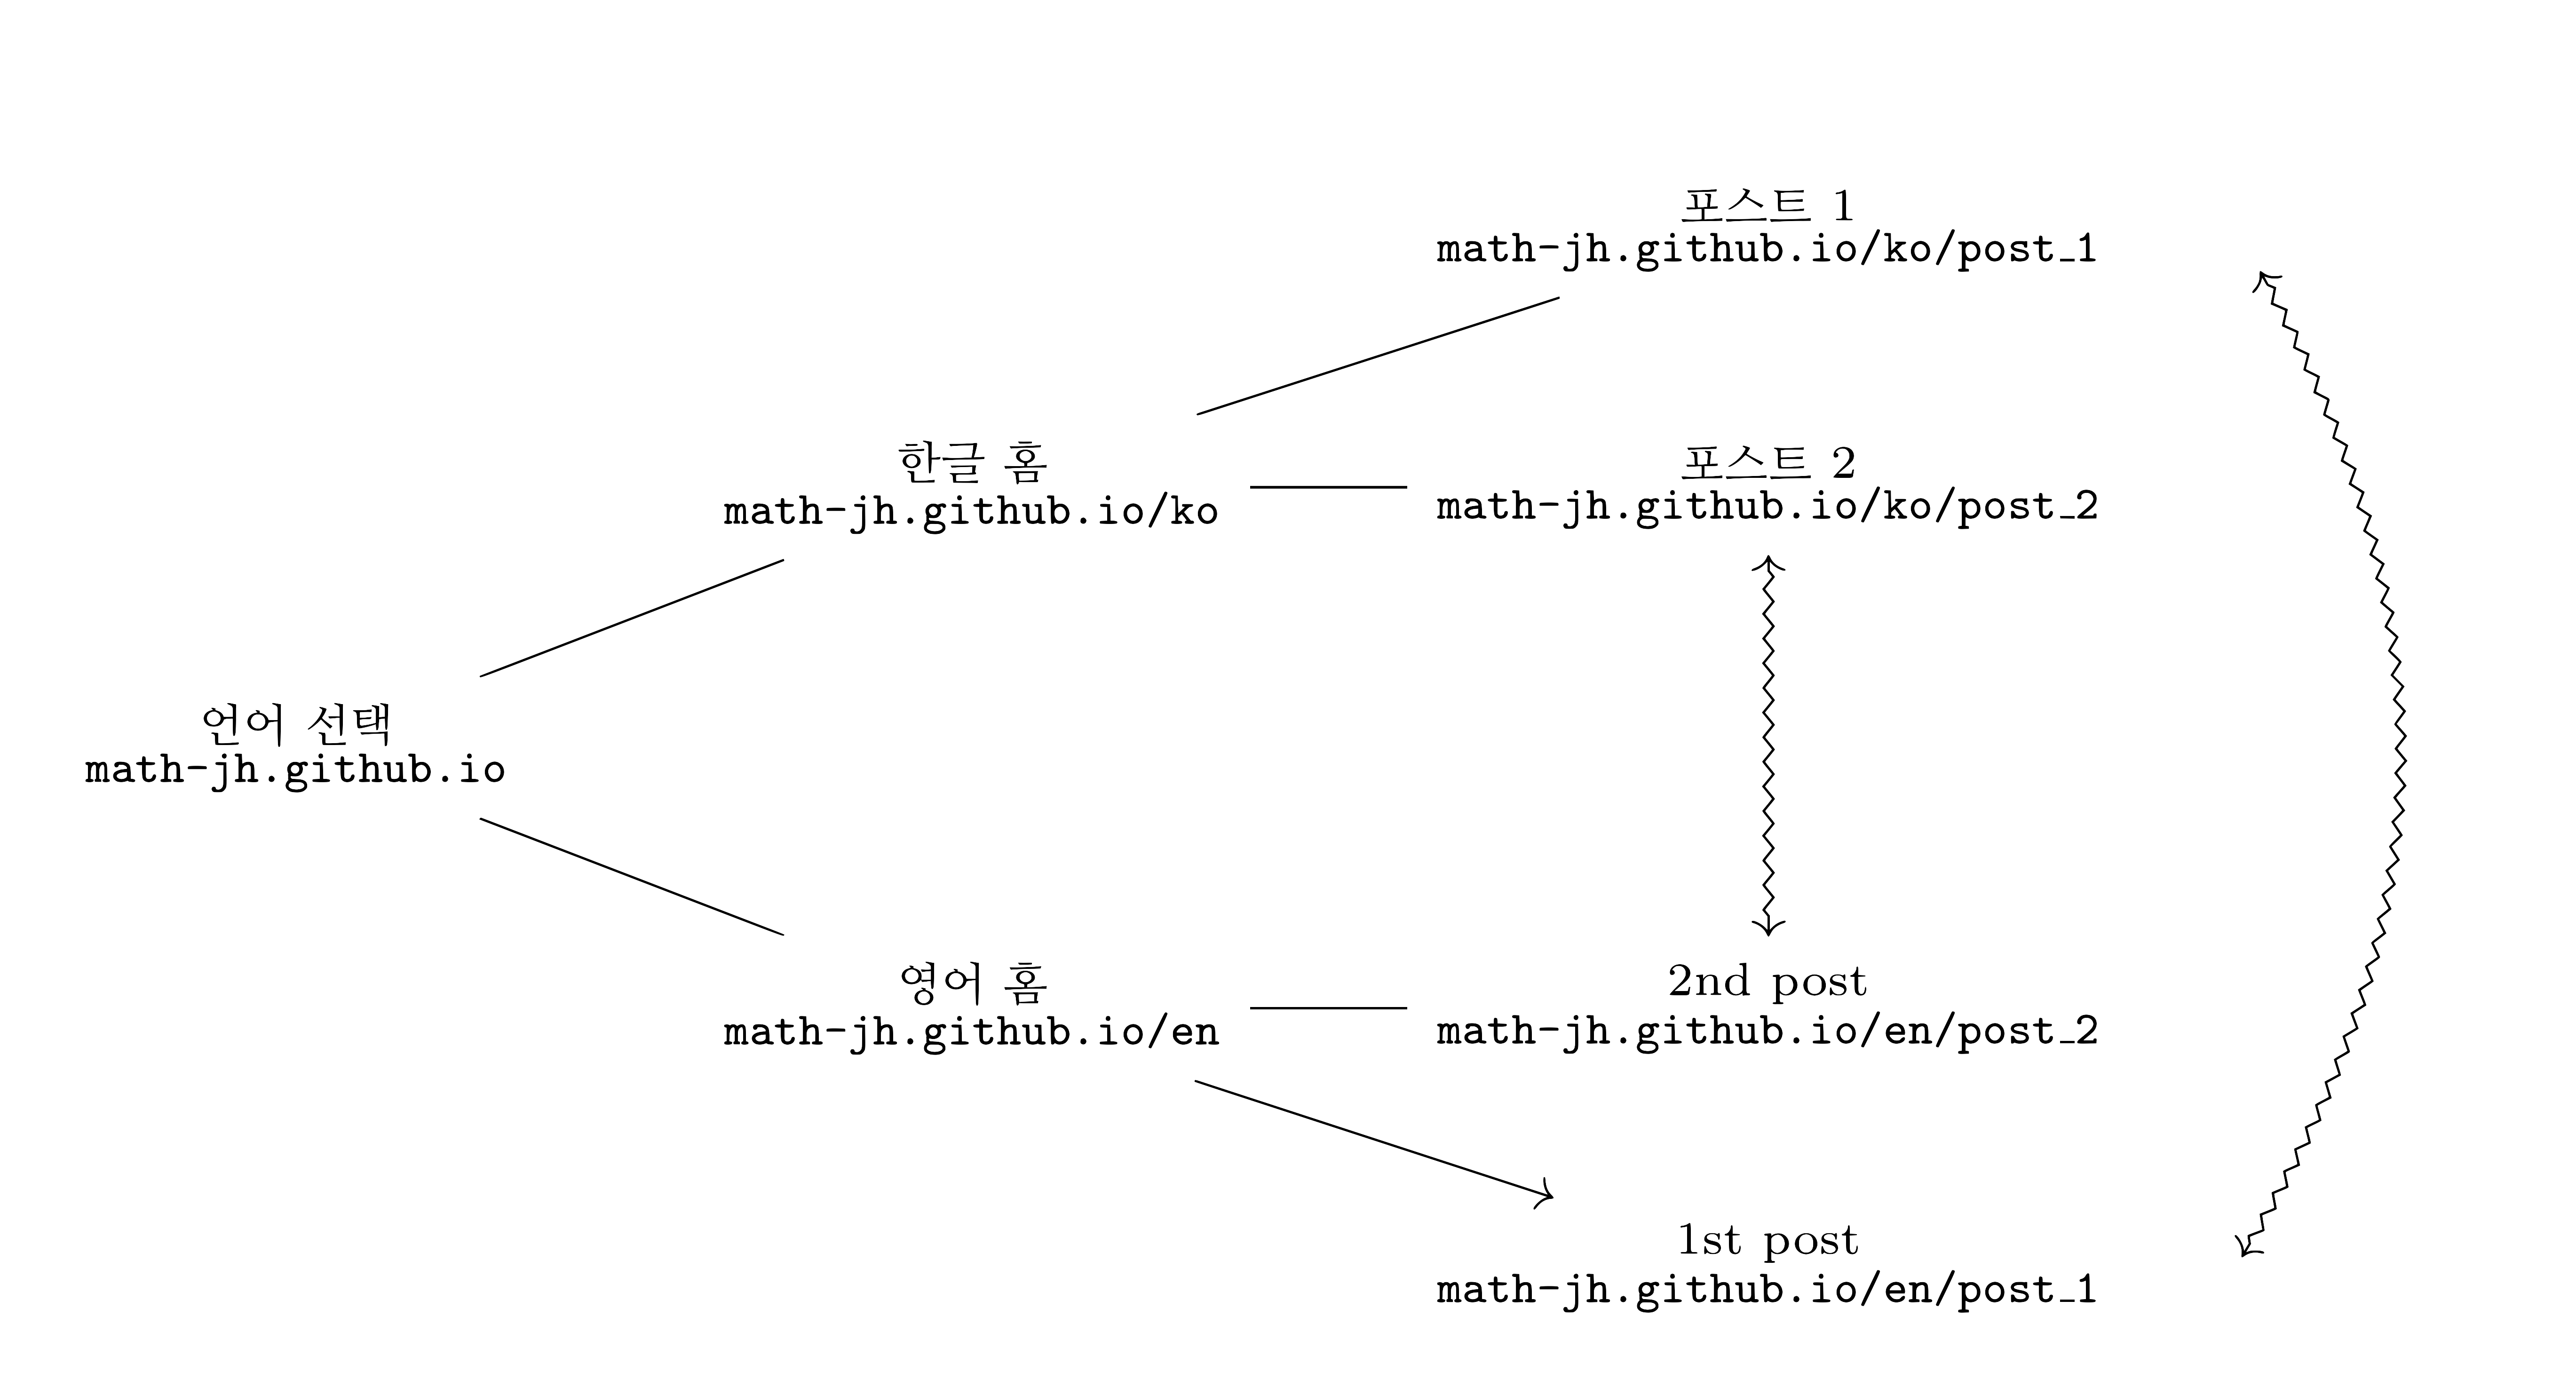 포스트 1
math-jh.github.io/ko/post_1
한글 홈
math-jh.github.io/ko
포스트 2
math-jh.github.io/ko/post_2
언어 선택
math-jh.github.io
영어 홈
math-jh.github.io/en
2nd post
math-jh.github.io/en/post_2
1st post
math-jh.github.io/en/post_1